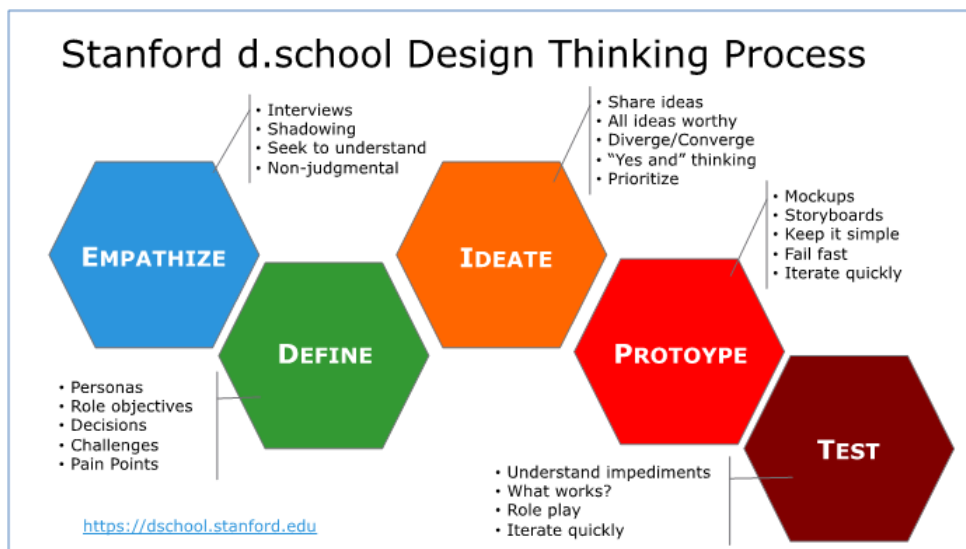 Stanford d.school Design Thinking Process
• Interviews
• Shadowing
• Seek to understand
• Non-judgmental
EMPATHIZE
• Personas
• Role objectives
• Decisions
• Challenges
• Pain Points
DEFINE
• Share ideas
• All ideas worthy
• Diverge/Converge
• “Yes and” thinking
• Prioritize
IDEATE
• Mockups
• Storyboards
• Keep it simple
• Fail fast
• Iterate quickly
PROTOYPE
• Understand impediments
• What works?
• Role play
• Iterate quickly
TEST
https://dschool.stanford.edu